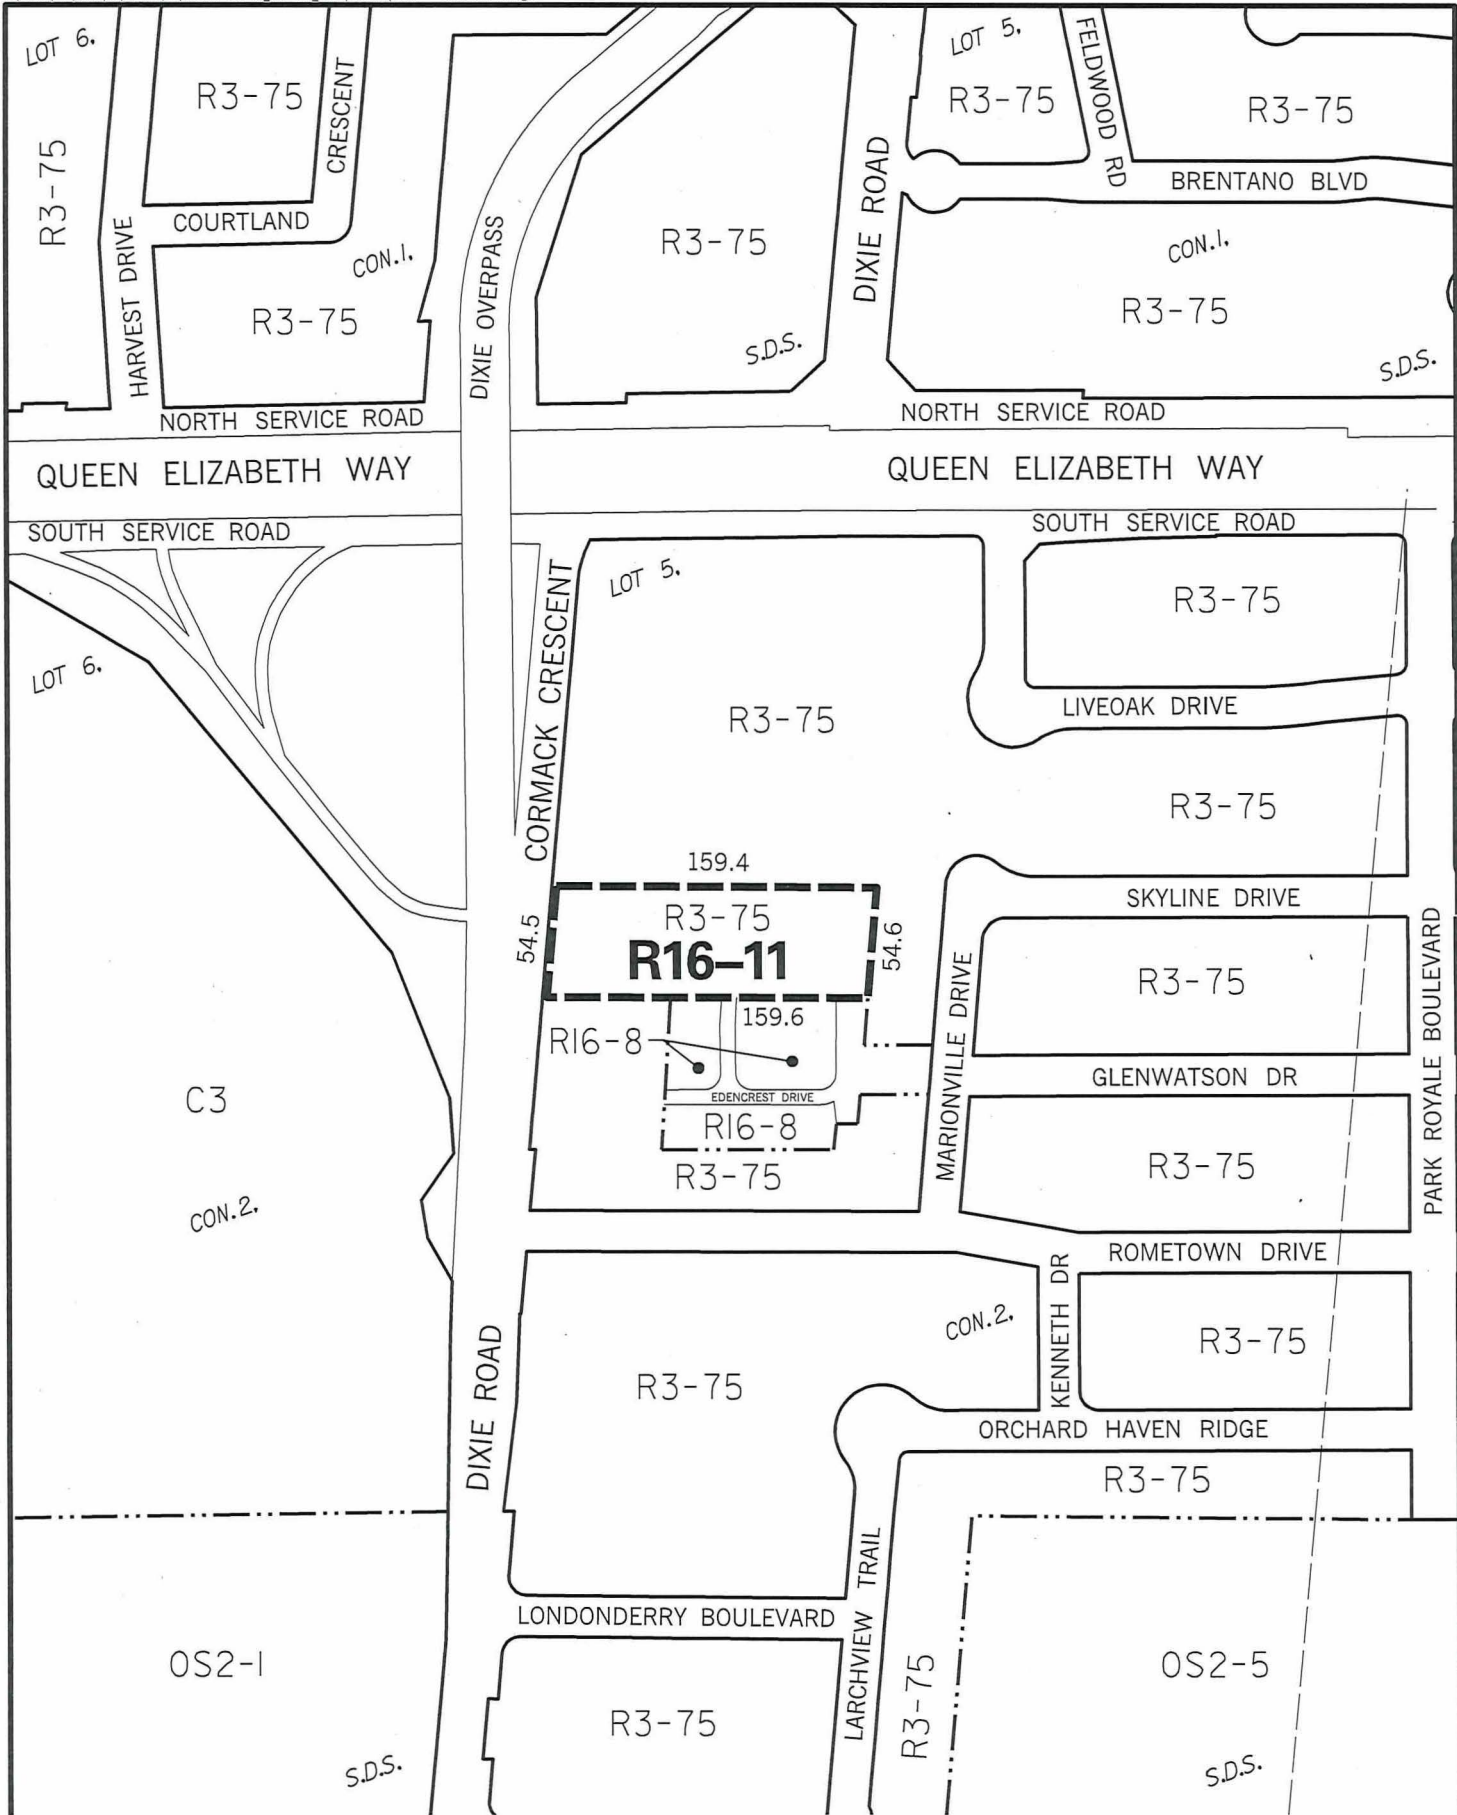 LOT 6.
R3-75
CRESCENT
LOT 5.
R3-75
FELDWOOD RD
R3-75
R3-75
HARVEST DRIVE
COURTLAND
CON.I.
R3-75
DIXIE OVERPASS
R3-75
S.D.S.
DIXIE ROAD
BRENTANO BLVD
CON.I.
R3-75
S.D.S.
NORTH SERVICE ROAD
NORTH SERVICE ROAD
QUEEN ELIZABETH WAY
QUEEN ELIZABETH WAY
SOUTH SERVICE ROAD
SOUTH SERVICE ROAD
LOT 6.
CORMACK CRESCENT
LOT 5.
R3-75
R3-75
LIVEOAK DRIVE
R3-75
159.4
SKYLINE DRIVE
54.5
R3-75
R16-11
54.6
159.6
MARIONVILLE DRIVE
R3-75
PARK ROYALE BOULEVARD
RI6-8
EDENCREST DRIVE
RI6-8
R3-75
GLENWATSON DR
R3-75
C3
CON.2.
ROMETOWN DRIVE
KENNETH DR
CON.2.
R3-75
R3-75
DIXIE ROAD
ORCHARD HAVEN RIDGE
R3-75
LONDONDERRY BOULEVARD
LARCHVIEW TRAIL
R3-75
OS2-I
OS2-5
R3-75
S.D.S.
S.D.S.